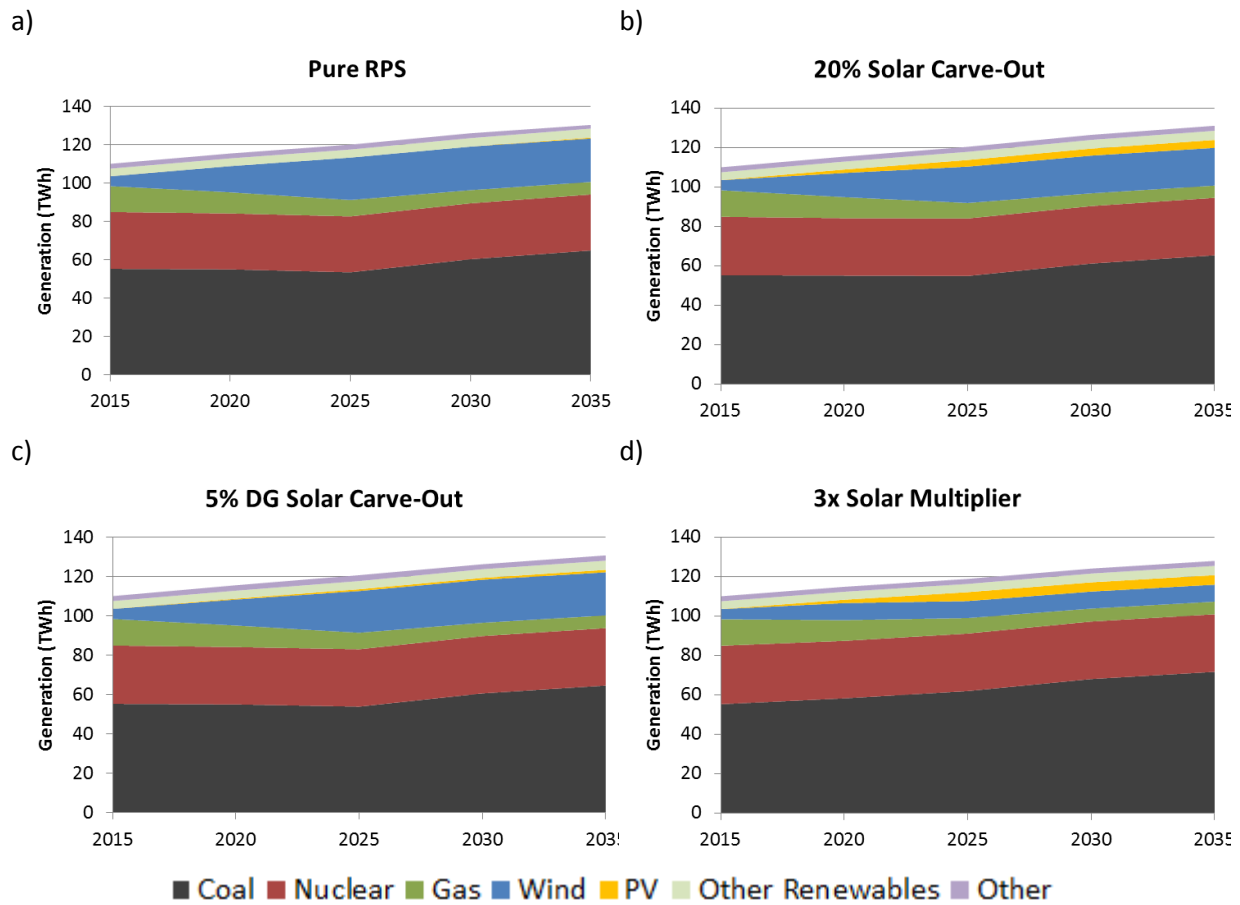 a)
Pure RPS
Generation (TWh)
140
120
100
80
60
40
20
0
2015 2020 2025 2030 2035
b)
20% Solar Carve-Out
Generation (TWh)
140
120
100
80
60
40
20
0
2015 2020 2025 2030 2035
c)
5% DG Solar Carve-Out
Generation (TWh)
140
120
100
80
60
40
20
0
2015 2020 2025 2030 2035
d)
3x Solar Multiplier
Generation (TWh)
140
120
100
80
60
40
20
0
2015 2020 2025 2030 2035
Coal Nuclear Gas Wind PV Other Renewables Other